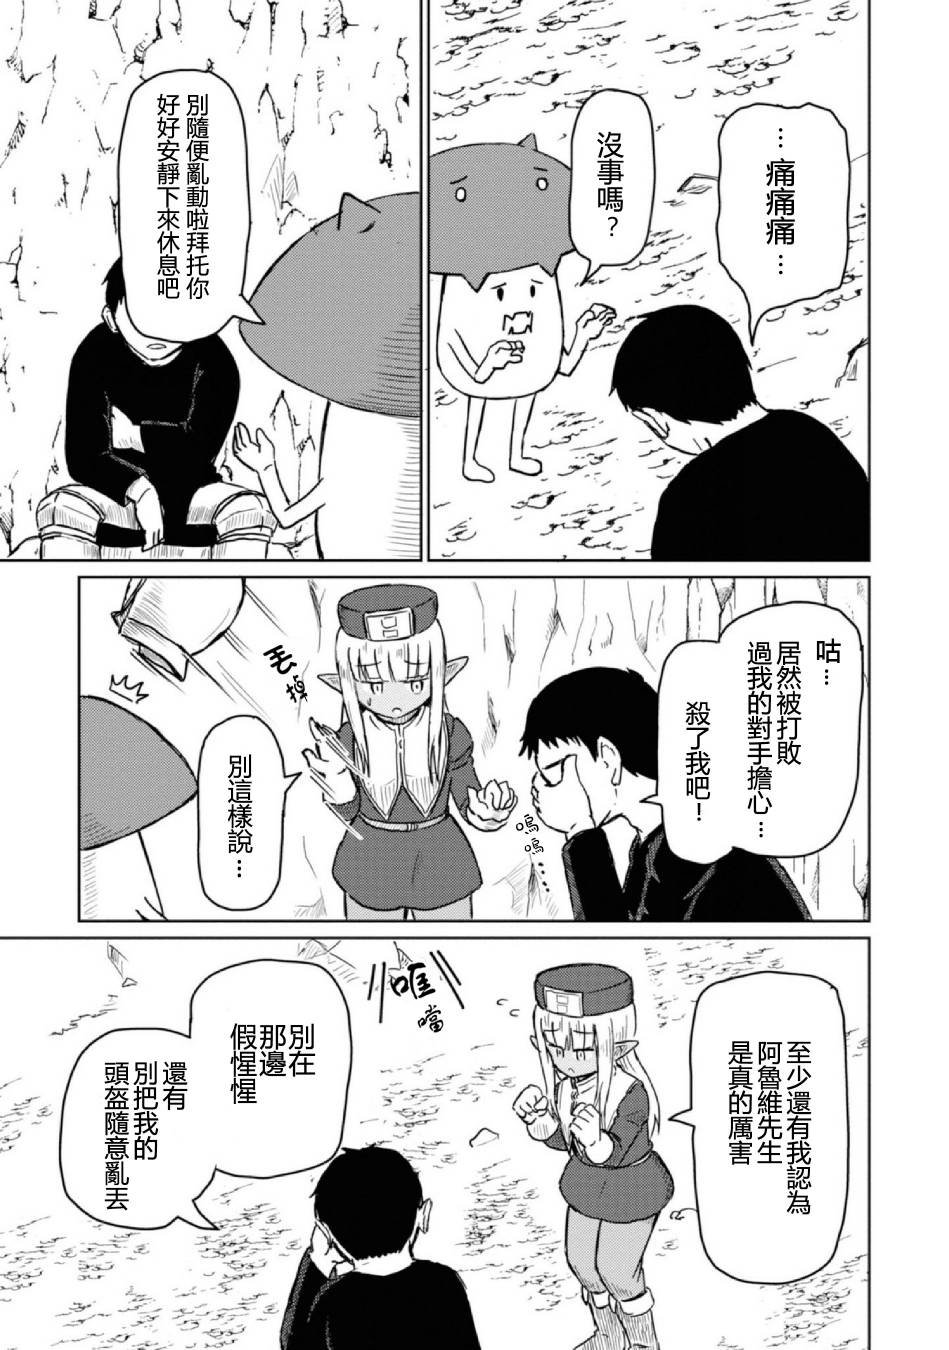 …痛痛痛…
沒事嗎？
別隨便亂動啦拜托你
好好安靜下來休息吧
咕…
居然被打敗
過我的對手擔心…
殺了我吧！
嗚
嗚……
丟
掉
別這樣說…
至少還有我認為
阿魯維先生
是真的厲害
哐
噹
別在
那邊
假惺惺
還有
別把我的
頭盔隨意亂丟